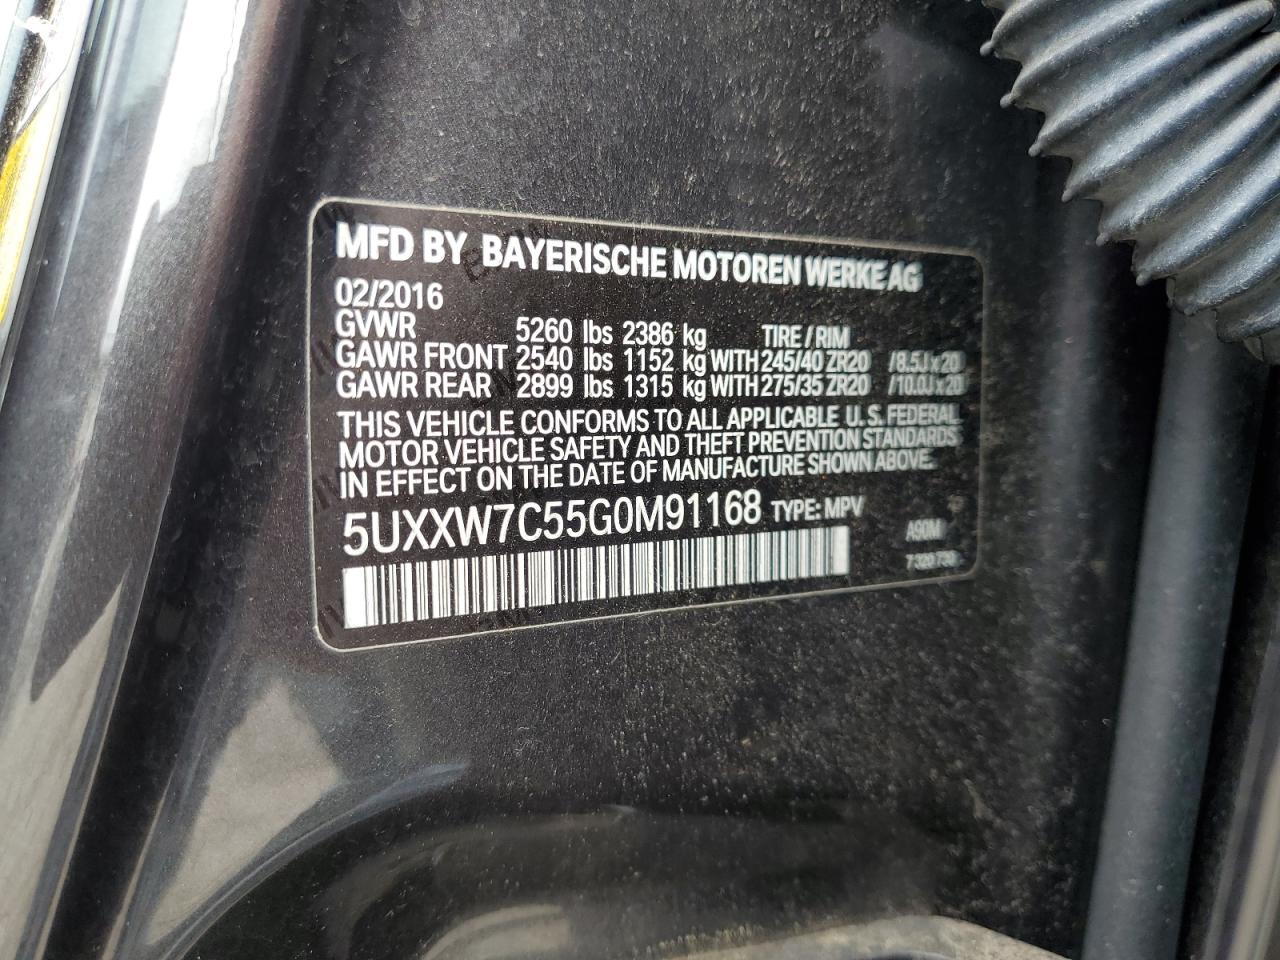 MFD BY BAYERISCHE MOTOREN WERKE AG
02/2016
GVWR 5260 lbs 2386 kg TIRE / RIM
GAWR FRONT 2540 lbs 1152 kg WITH 245/40 ZR20 /8.5J x 20
GAWR REAR 2899 lbs 1315 kg WITH 275/35 ZR20 /10.0J x 20
THIS VEHICLE CONFORMS TO ALL APPLICABLE U.S. FEDERAL
MOTOR VEHICLE SAFETY AND THEFT PREVENTION STANDARDS
IN EFFECT ON THE DATE OF MANUFACTURE SHOWN ABOVE.
5UXXW7C55G0M91168 TYPE: MPV
A90M